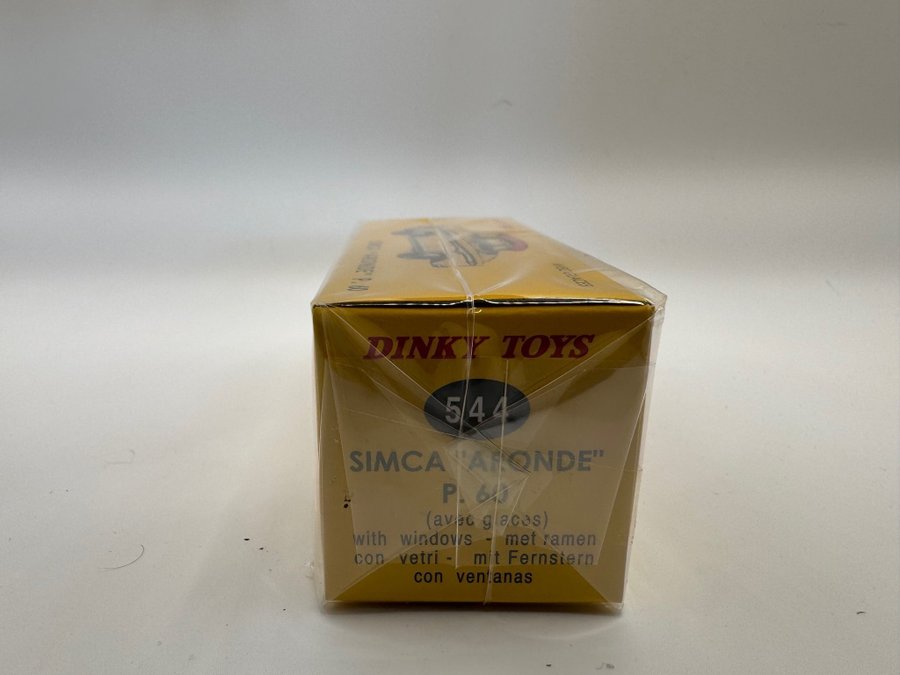 DINKY TOYS
544
SIMCA "ARONDE"
P. 60
(avec glaces)
with windows - met ramen
con vetri - mit Fernstern
con ventanas